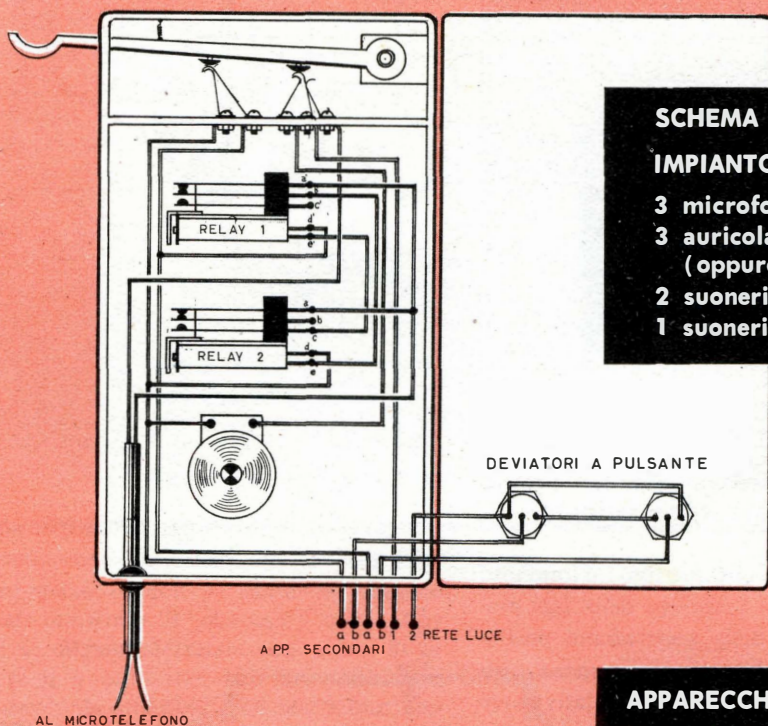 SCHEMA
IMPIANTO
3 microfo
3 auricola
(oppure
2 suoneri
1 suoneri
a'
c'
RELAY 1
d'
e'
a
b
c
RELAY 2
d
e
DEVIATORI A PULSANTE
a b a b 1 2 RETE LUCE
APP. SECONDARI
AL MICROTELEFONO
APPARECCH